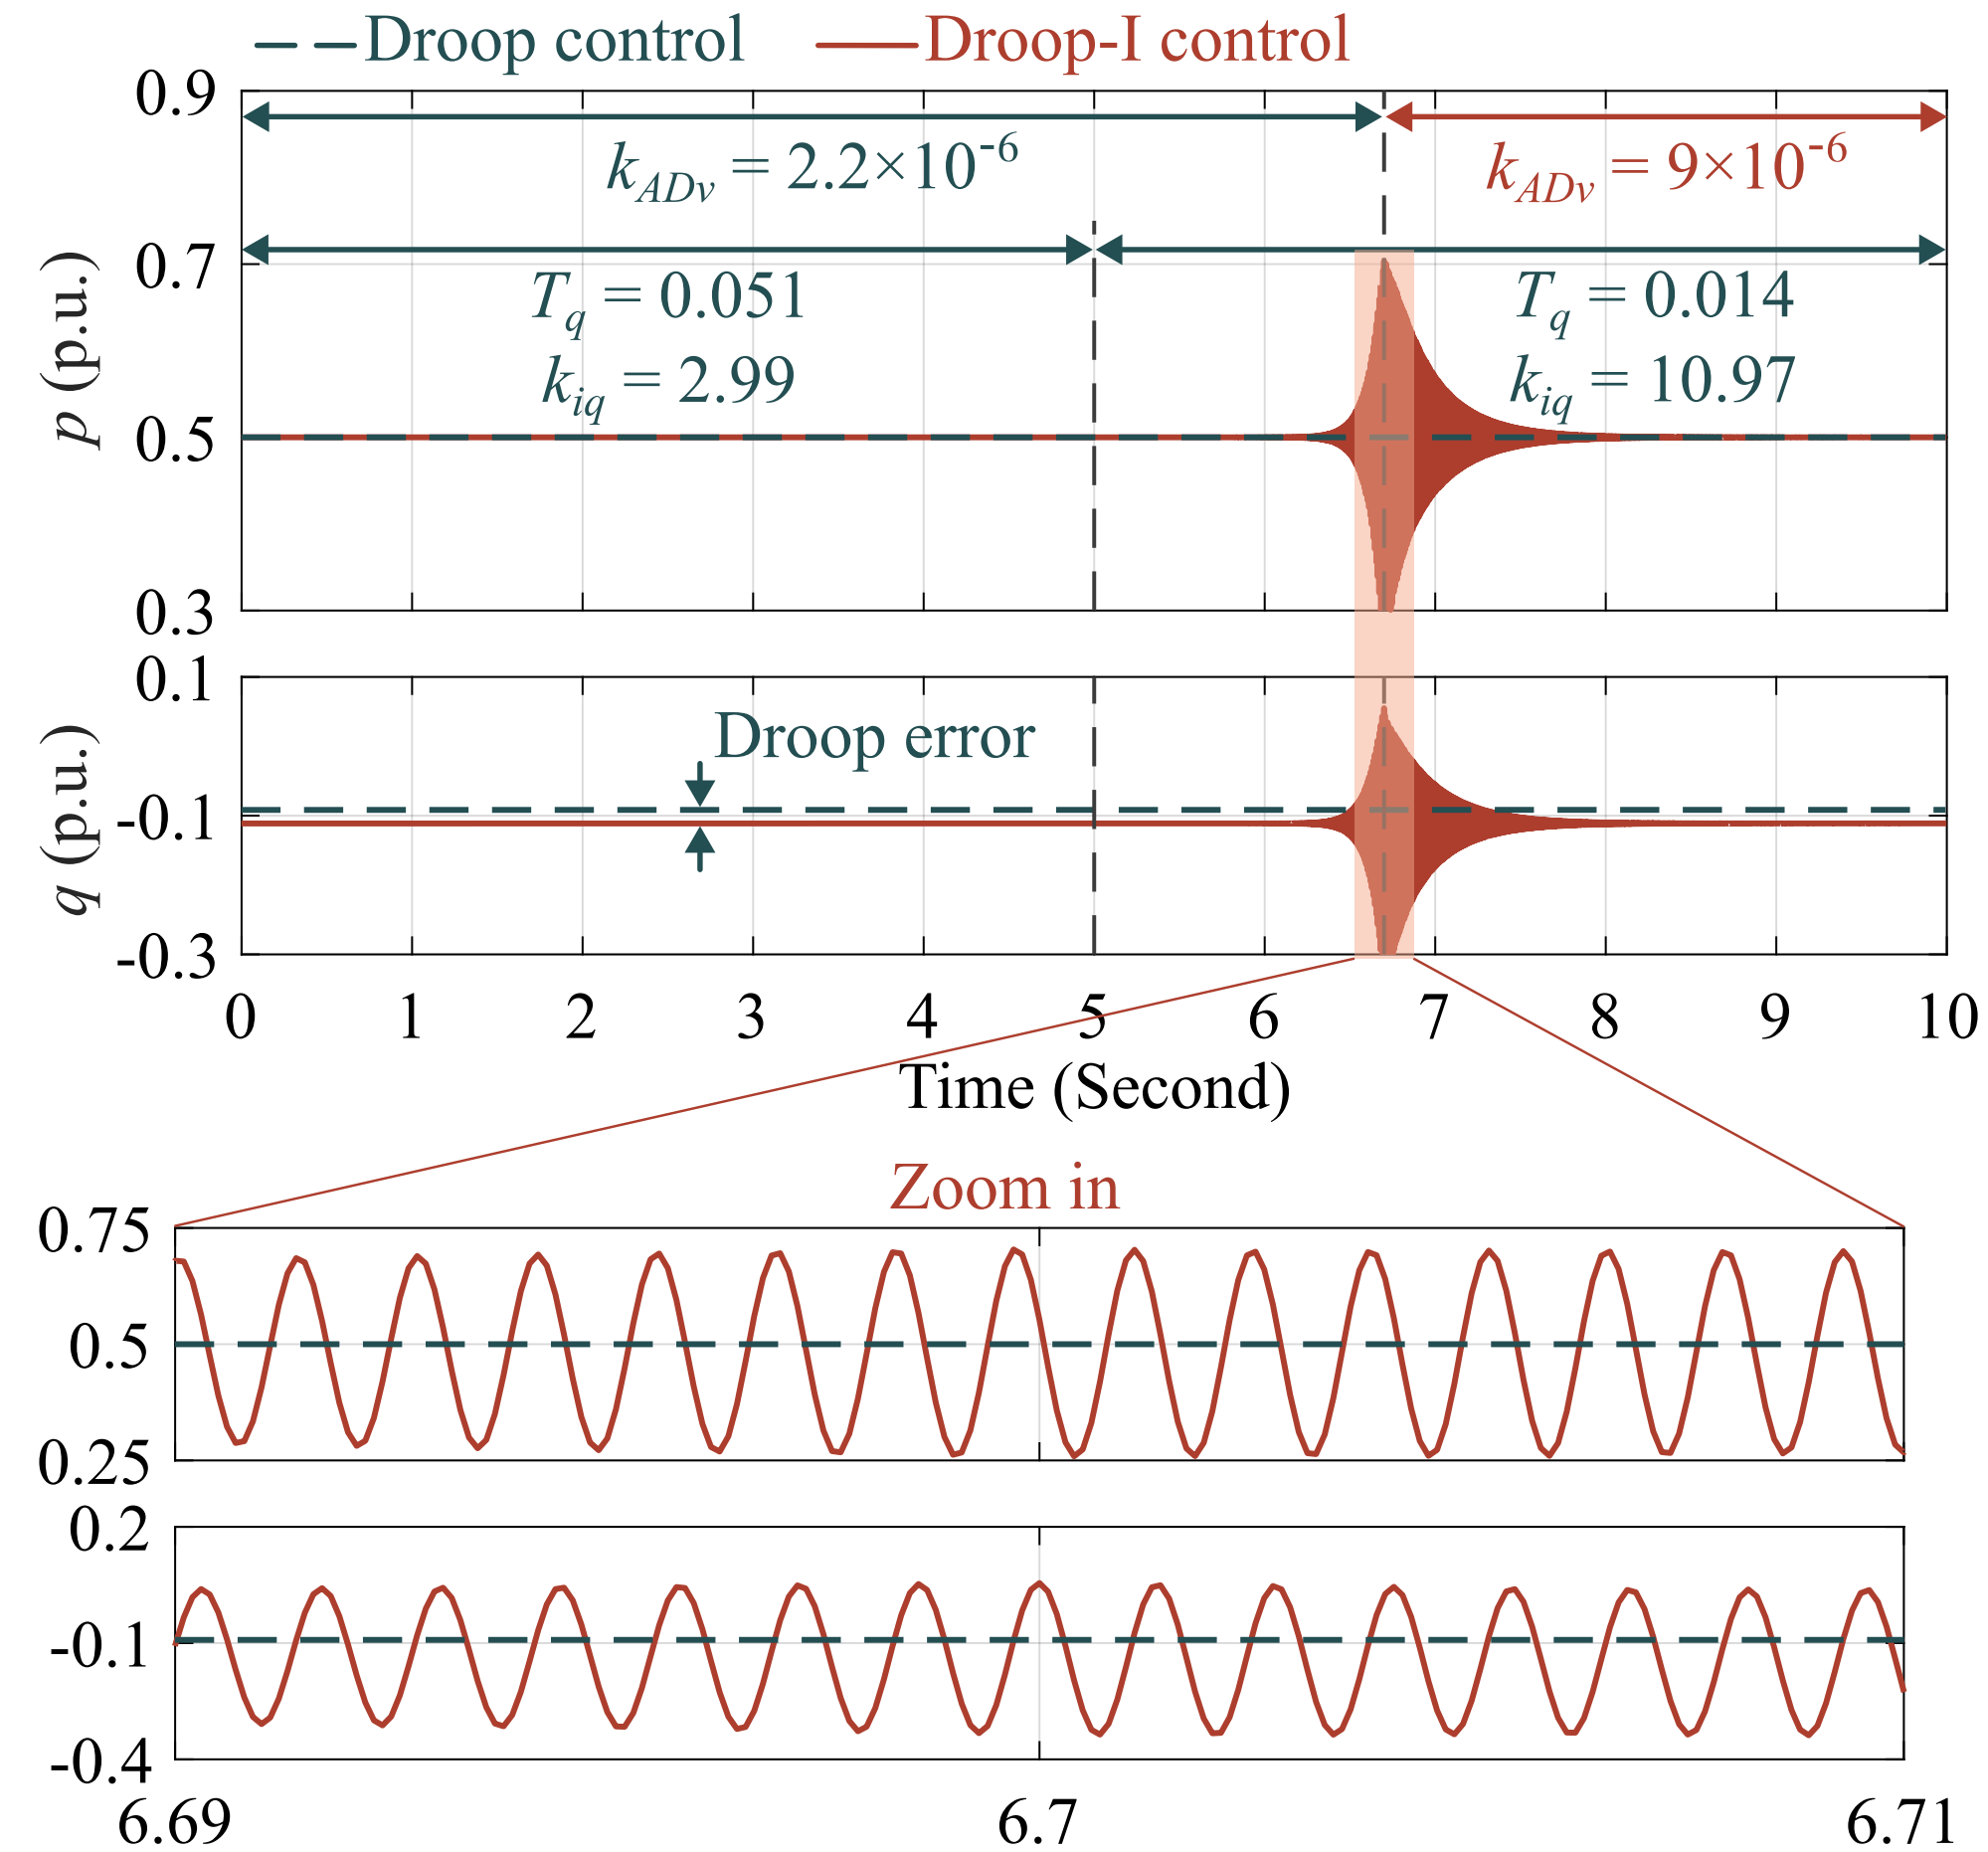 Droop control Droop-I control
0.9
k_ADv = 2.2×10^-6 k_ADv = 9×10^-6
0.7
T_q = 0.051 T_q = 0.014
k_iq = 2.99 k_iq = 10.97
0.5
0.3
p (p.u.)
0.1
Droop error
-0.1
-0.3
q (p.u.)
0 1 2 3 4 5 6 7 8 9 10
Time (Second)
Zoom in
0.75
0.5
0.25
0.2
-0.1
-0.4
6.69 6.7 6.71